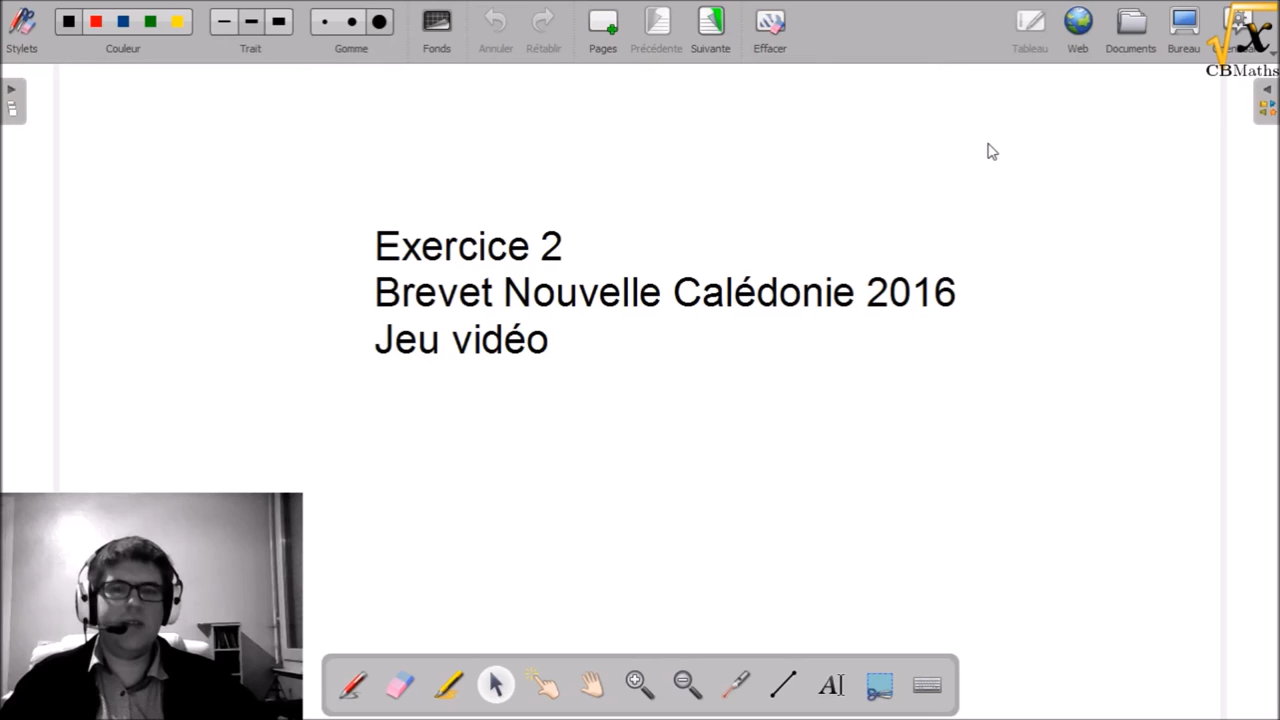 Stylets
Couleur
Trait
Gomme
Fonds
Annuler
Rétablir
Pages
Précédente
Suivante
Effacer
Tableau
Web
Documents
Bureau
√x
CBMaths
Exercice 2
Brevet Nouvelle Calédonie 2016
Jeu vidéo
AI